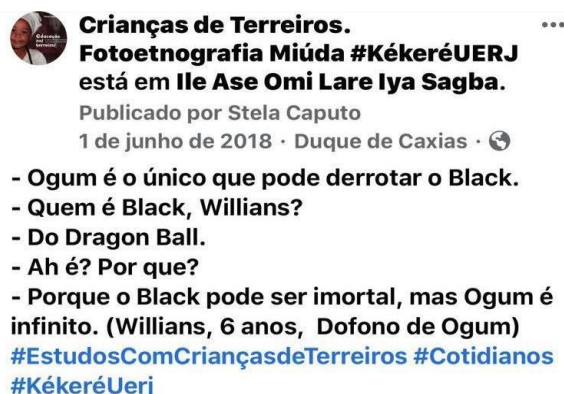 Crianças de Terreiros.
Fotoetnografia Miúda #KékeréUERJ
está em Ile Ase Omi Lare Iya Sagba.
Publicado por Stela Caputo
1 de junho de 2018 · Duque de Caxias ·
- Ogum é o único que pode derrotar o Black.
- Quem é Black, Willians?
- Do Dragon Ball.
- Ah é? Por que?
- Porque o Black pode ser imortal, mas Ogum é
infinito. (Willians, 6 anos, Dofono de Ogum)
#EstudosComCriançasdeTerreiros #Cotidianos
#KékeréUerj